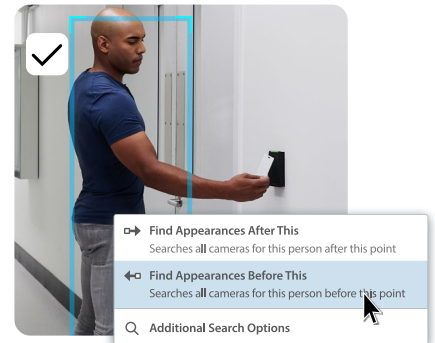 Find Appearances After This
Searches all cameras for this person after this point
Find Appearances Before This
Searches all cameras for this person before this point
Additional Search Options